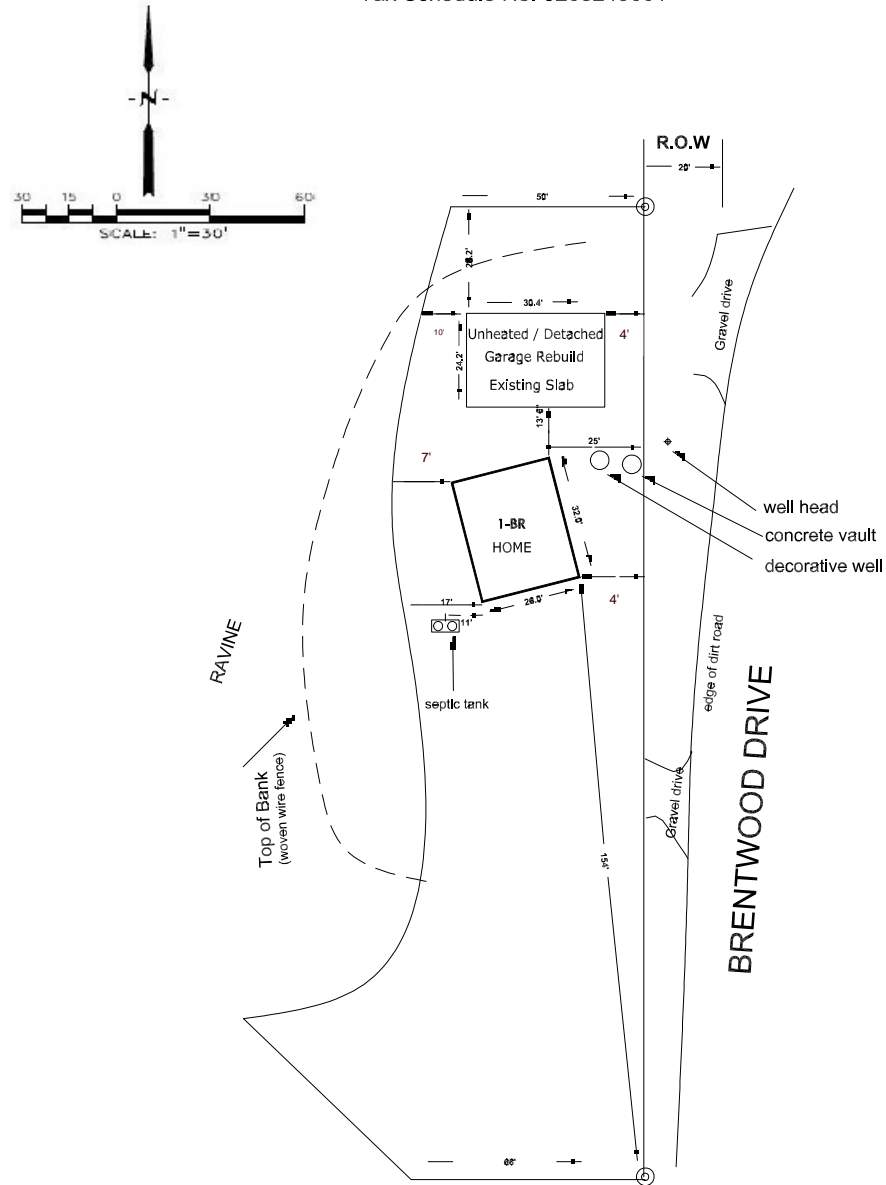 -N-
30 15 0 30 60
SCALE: 1"=30'
R.O.W
20'
50'
28.2'
30.4'
10'
Unheated / Detached
Garage Rebuild
Existing Slab
4'
24.2'
13' 6"
25'
7'
well head
concrete vault
decorative well
1-BR
HOME
32.0'
26.0'
17'
11'
4'
septic tank
Gravel drive
edge of dirt road
RAVINE
Top of Bank
(woven wire fence)
Gravel drive
BRENTWOOD DRIVE
154'
66'